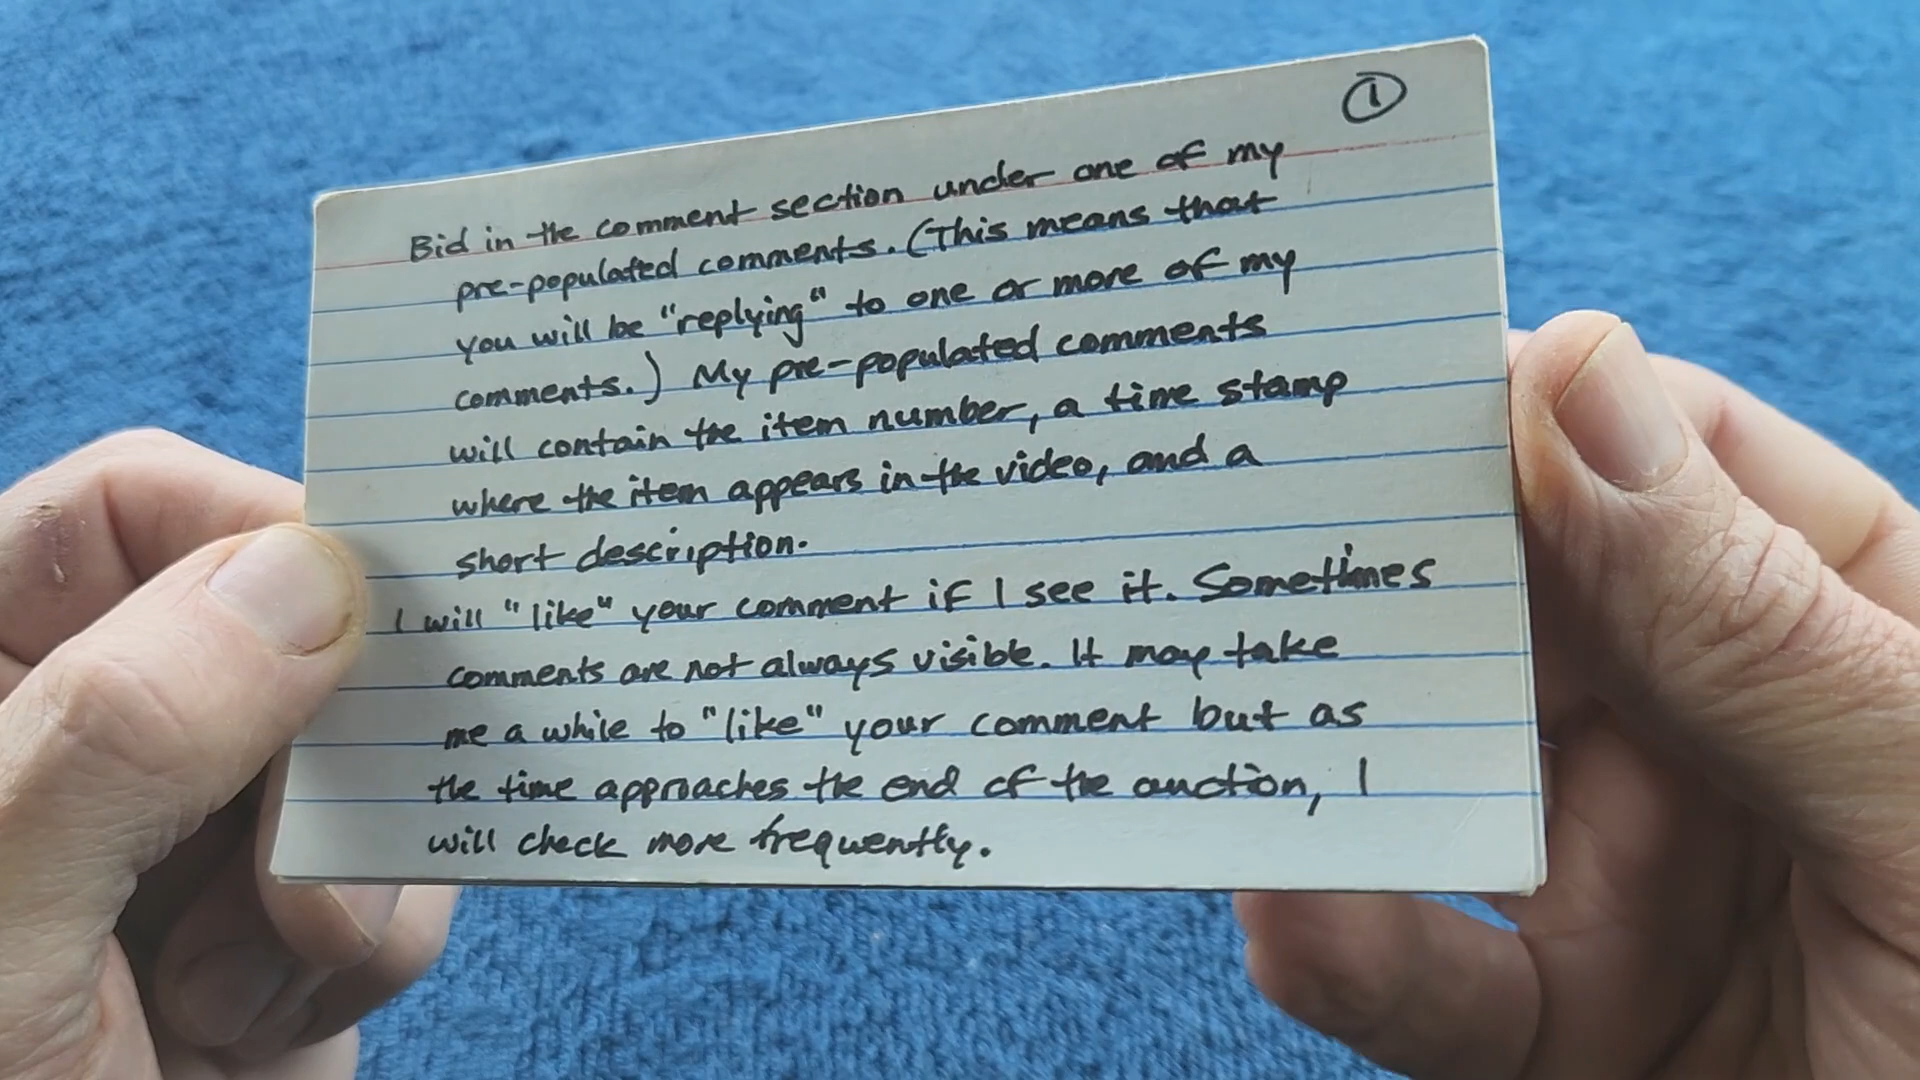 1
Bid in the comment section under one of my
pre-populated comments. (This means that
you will be "replying" to one or more of my
comments.) My pre-populated comments
will contain the item number, a time stamp
where the item appears in the video, and a
short description.
I will "like" your comment if I see it. Sometimes
comments are not always visible. It may take
me a while to "like" your comment but as
the time approaches the end of the auction, I
will check more frequently.